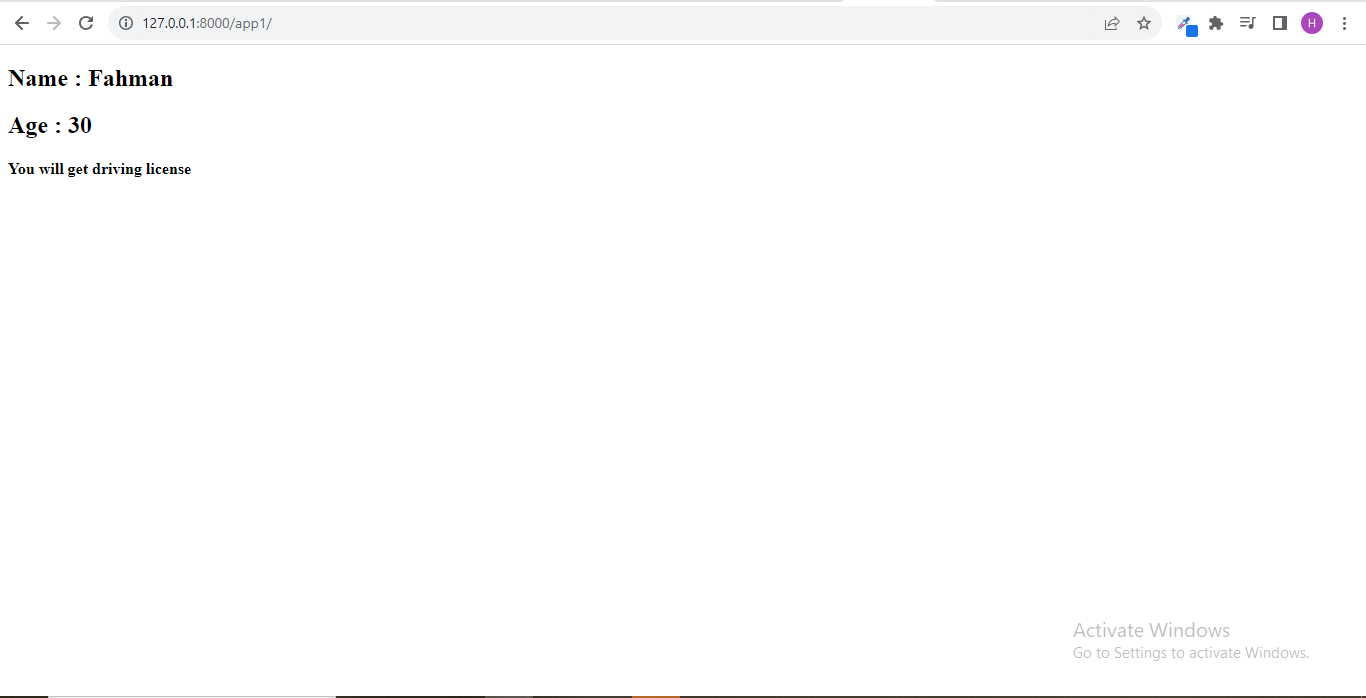 127.0.0.1:8000/app1/
H
Name : Fahman
Age : 30
You will get driving license
Activate Windows
Go to Settings to activate Windows.